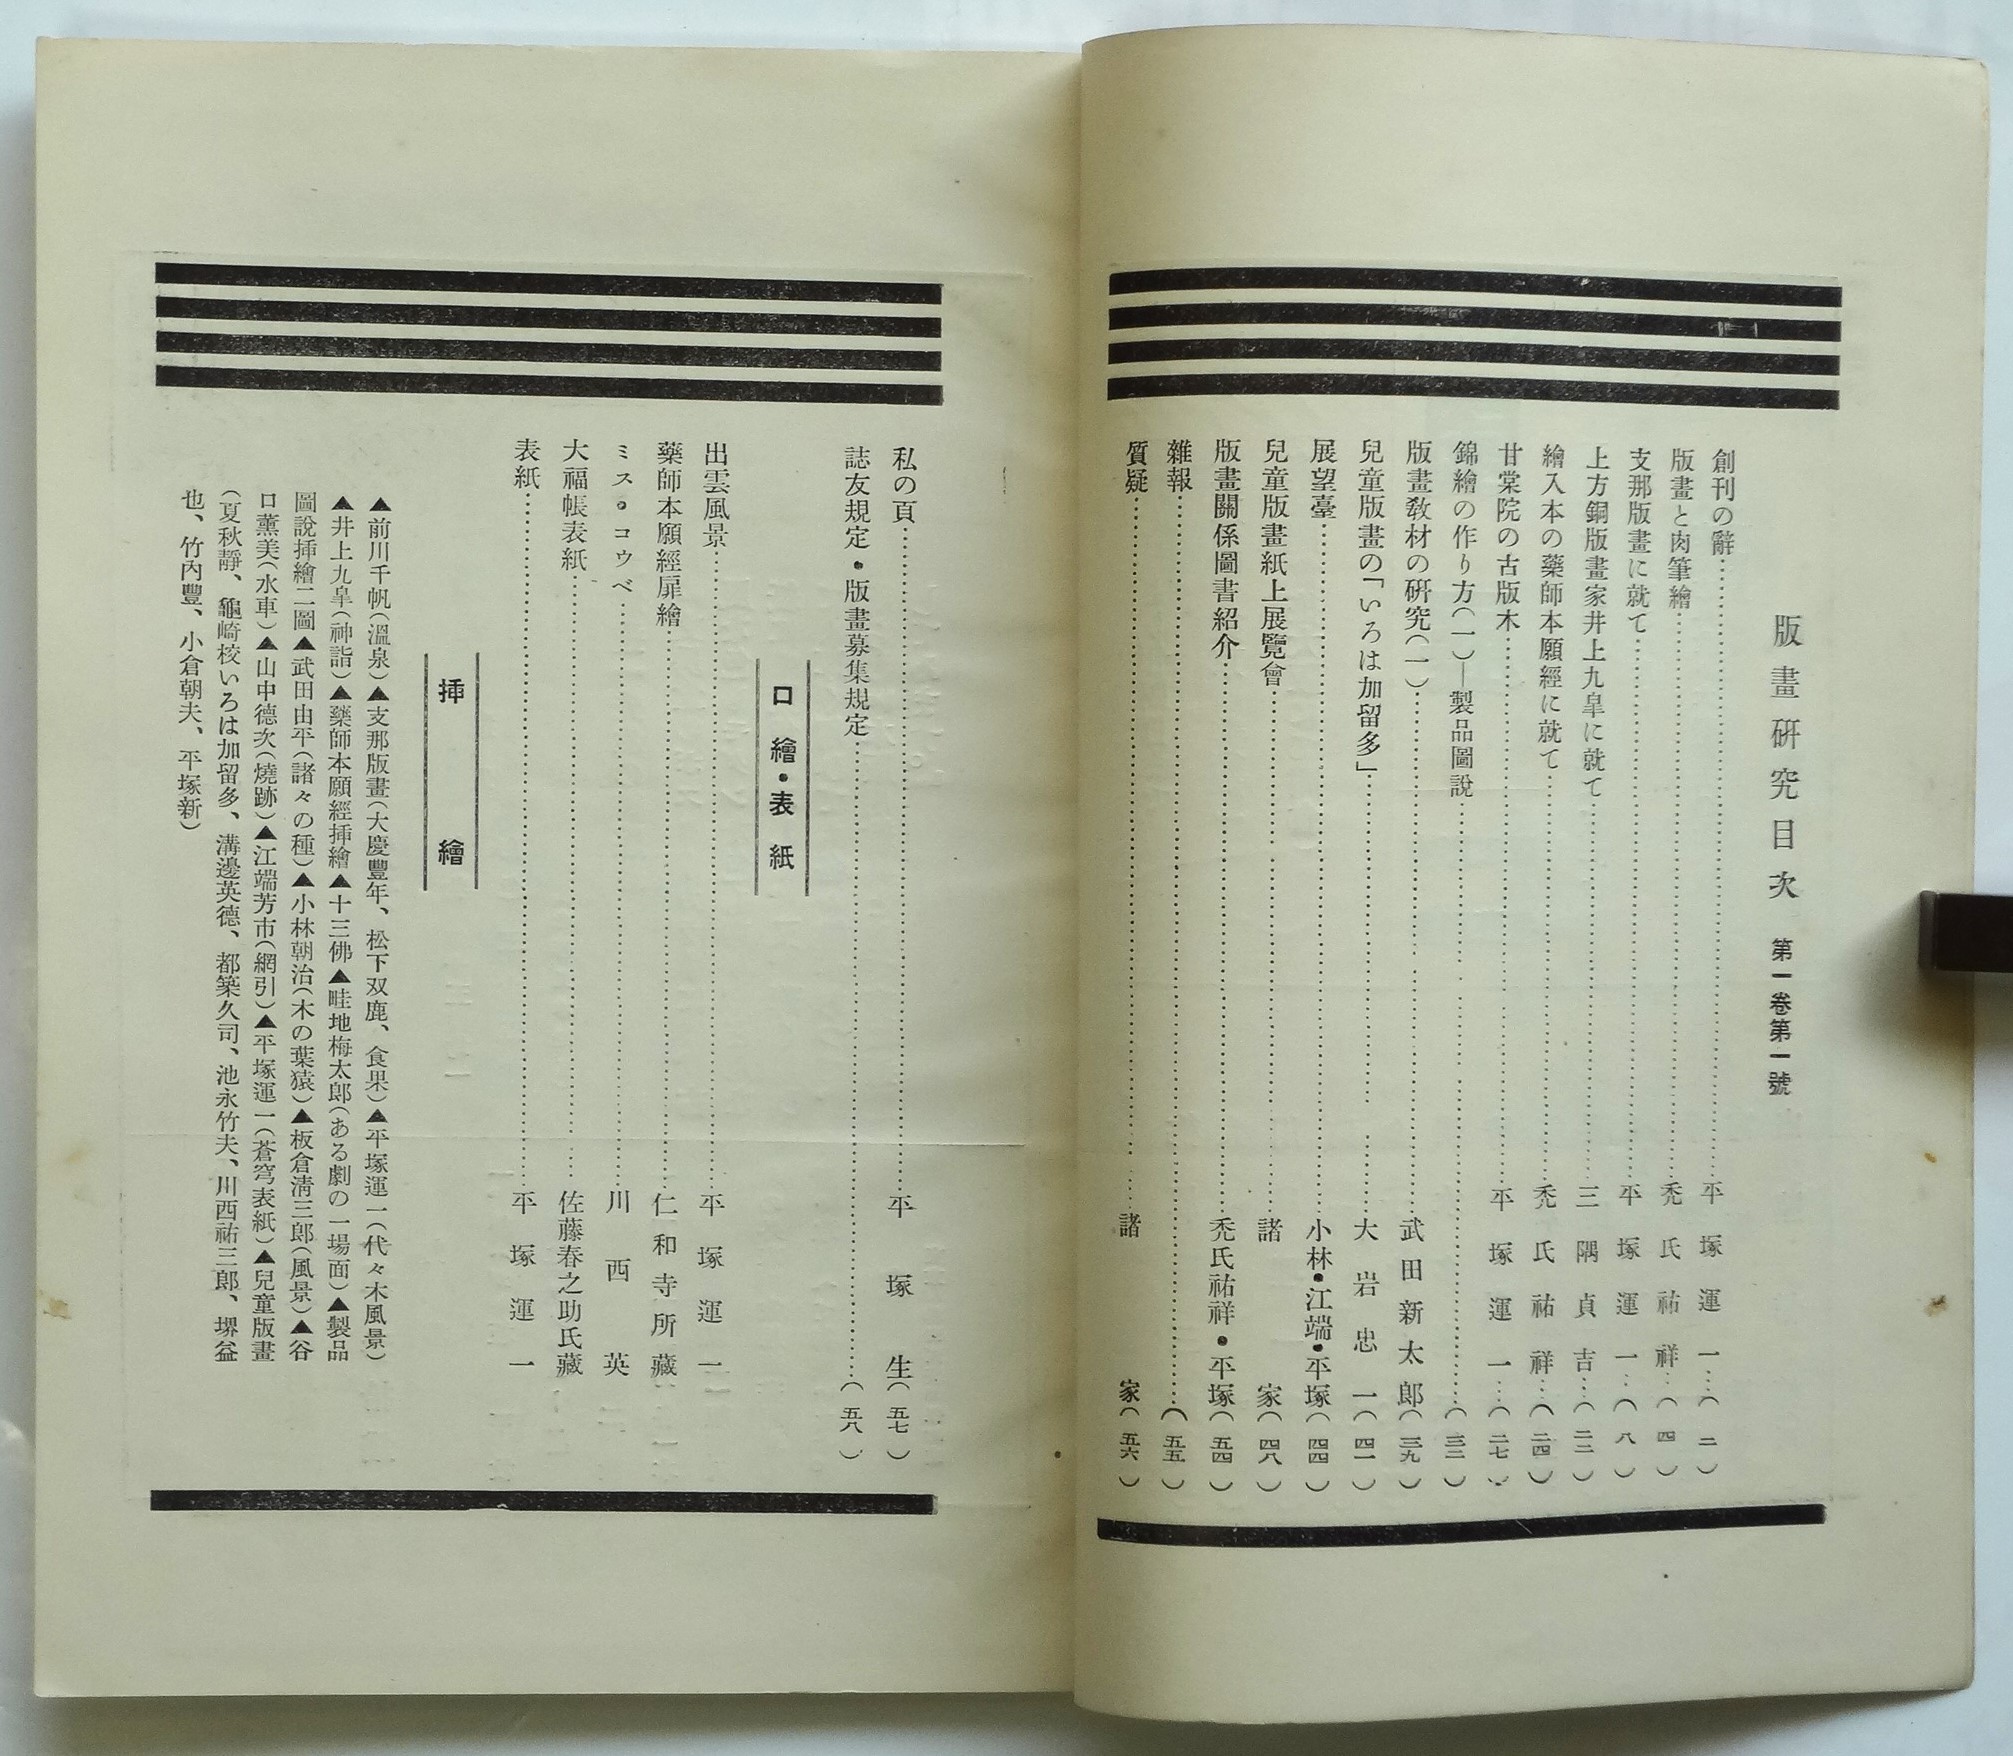 版畫研究目次 第一卷第一號
創刊の辭……平塚運一…(二)
版畫と肉筆繪……禿氏祐祥…(四)
支那版畫に就て……平塚運一…(八)
上方銅版畫家井上九皐に就て……三隅貞吉…(二二)
繪入本の藥師本願經に就て……禿氏祐祥…(二四)
甘棠院の古版木……平塚運一…(二七)
錦繪の作り方(一)—製品圖說……(三二)
版畫教材の研究(一)……武田新太郎(三九)
兒童版畫の「いろは加留多」……大岩忠一(四一)
展望臺……小林・江端・平塚(四四)
兒童版畫紙上展覽會……諸家(四八)
版畫關係圖書紹介……禿氏祐祥・平塚(五四)
雜報……(五五)
質疑……諸家(五六)
私の頁……平塚生(五七)
誌友規定・版畫募集規定……(五八)
口繪・表紙
出雲風景……平塚運一
藥師本願經扉繪……仁和寺所藏
ミス・コウベ……川西英
大福帳表紙……佐藤春之助氏藏
表紙……平塚運一
挿繪
▲前川千帆(溫泉)▲支那版畫(大慶豐年、松下双鹿、食果)▲平塚運一(代々木風景)
▲井上九皐(神詣)▲藥師本願經挿繪▲十三佛▲畦地梅太郎(ある劇の一場面)▲製品
圖說挿繪二圖▲武田由平(諸々の種)▲小林朝治(木の葉猿)▲板倉淸三郎(風景)▲谷
口薫美(水車)▲山中德次(燒跡)▲江端芳市(網引)▲平塚運一(蒼穹表紙)▲兒童版畫
(夏秋靜、龜崎校いろは加留多、溝邊英德、都築久司、池永竹夫、川西祐三郎、堺益
也、竹內豐、小倉朝夫、平塚新)